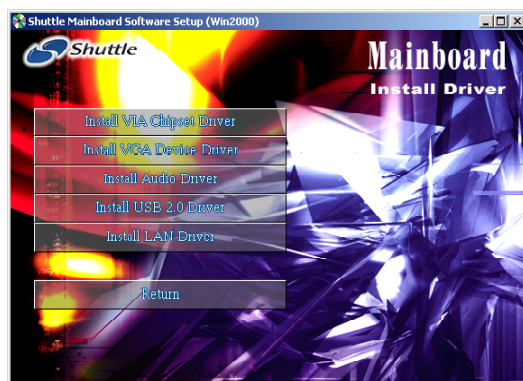 Shuttle Mainboard Software Setup (Win2000)
Shuttle
Mainboard
Install Driver
Install VIA Chipset Driver
Install VGA Device Driver
Install Audio Driver
Install USB 2.0 Driver
Install LAN Driver
Return